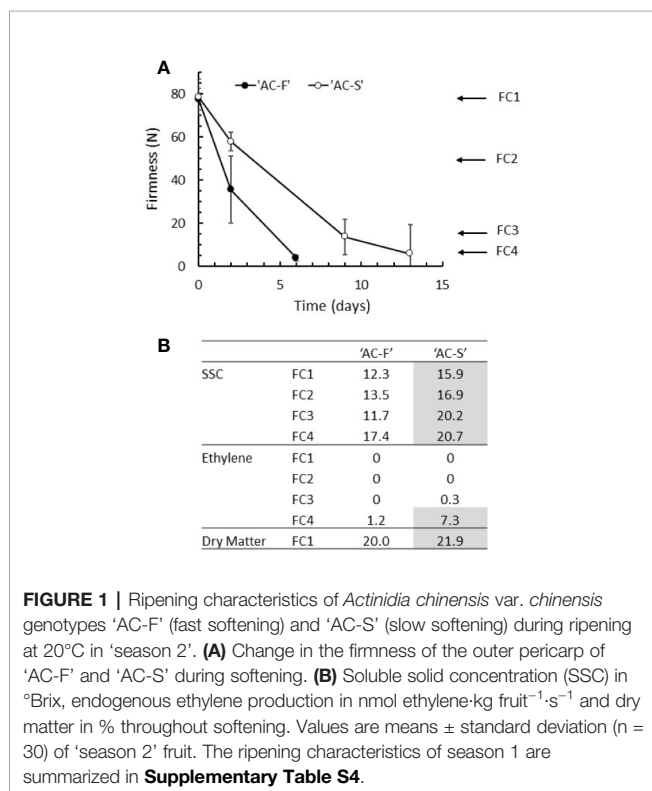 A
'AC-F' 'AC-S'
80
60
40
20
0
Firmness (N)
0 5 10 15
Time (days)
FC1
FC2
FC3
FC4
B
'AC-F' 'AC-S'
SSC FC1 12.3 15.9
FC2 13.5 16.9
FC3 11.7 20.2
FC4 17.4 20.7
Ethylene FC1 0 0
FC2 0 0
FC3 0 0.3
FC4 1.2 7.3
Dry Matter FC1 20.0 21.9
FIGURE 1 | Ripening characteristics of Actinidia chinensis var. chinensis
genotypes ‘AC-F’ (fast softening) and ‘AC-S’ (slow softening) during ripening
at 20°C in ‘season 2’. (A) Change in the firmness of the outer pericarp of
‘AC-F’ and ‘AC-S’ during softening. (B) Soluble solid concentration (SSC) in
°Brix, endogenous ethylene production in nmol ethylene·kg fruit⁻¹·s⁻¹ and dry
matter in % throughout softening. Values are means ± standard deviation (n =
30) of ‘season 2’ fruit. The ripening characteristics of season 1 are
summarized in Supplementary Table S4.